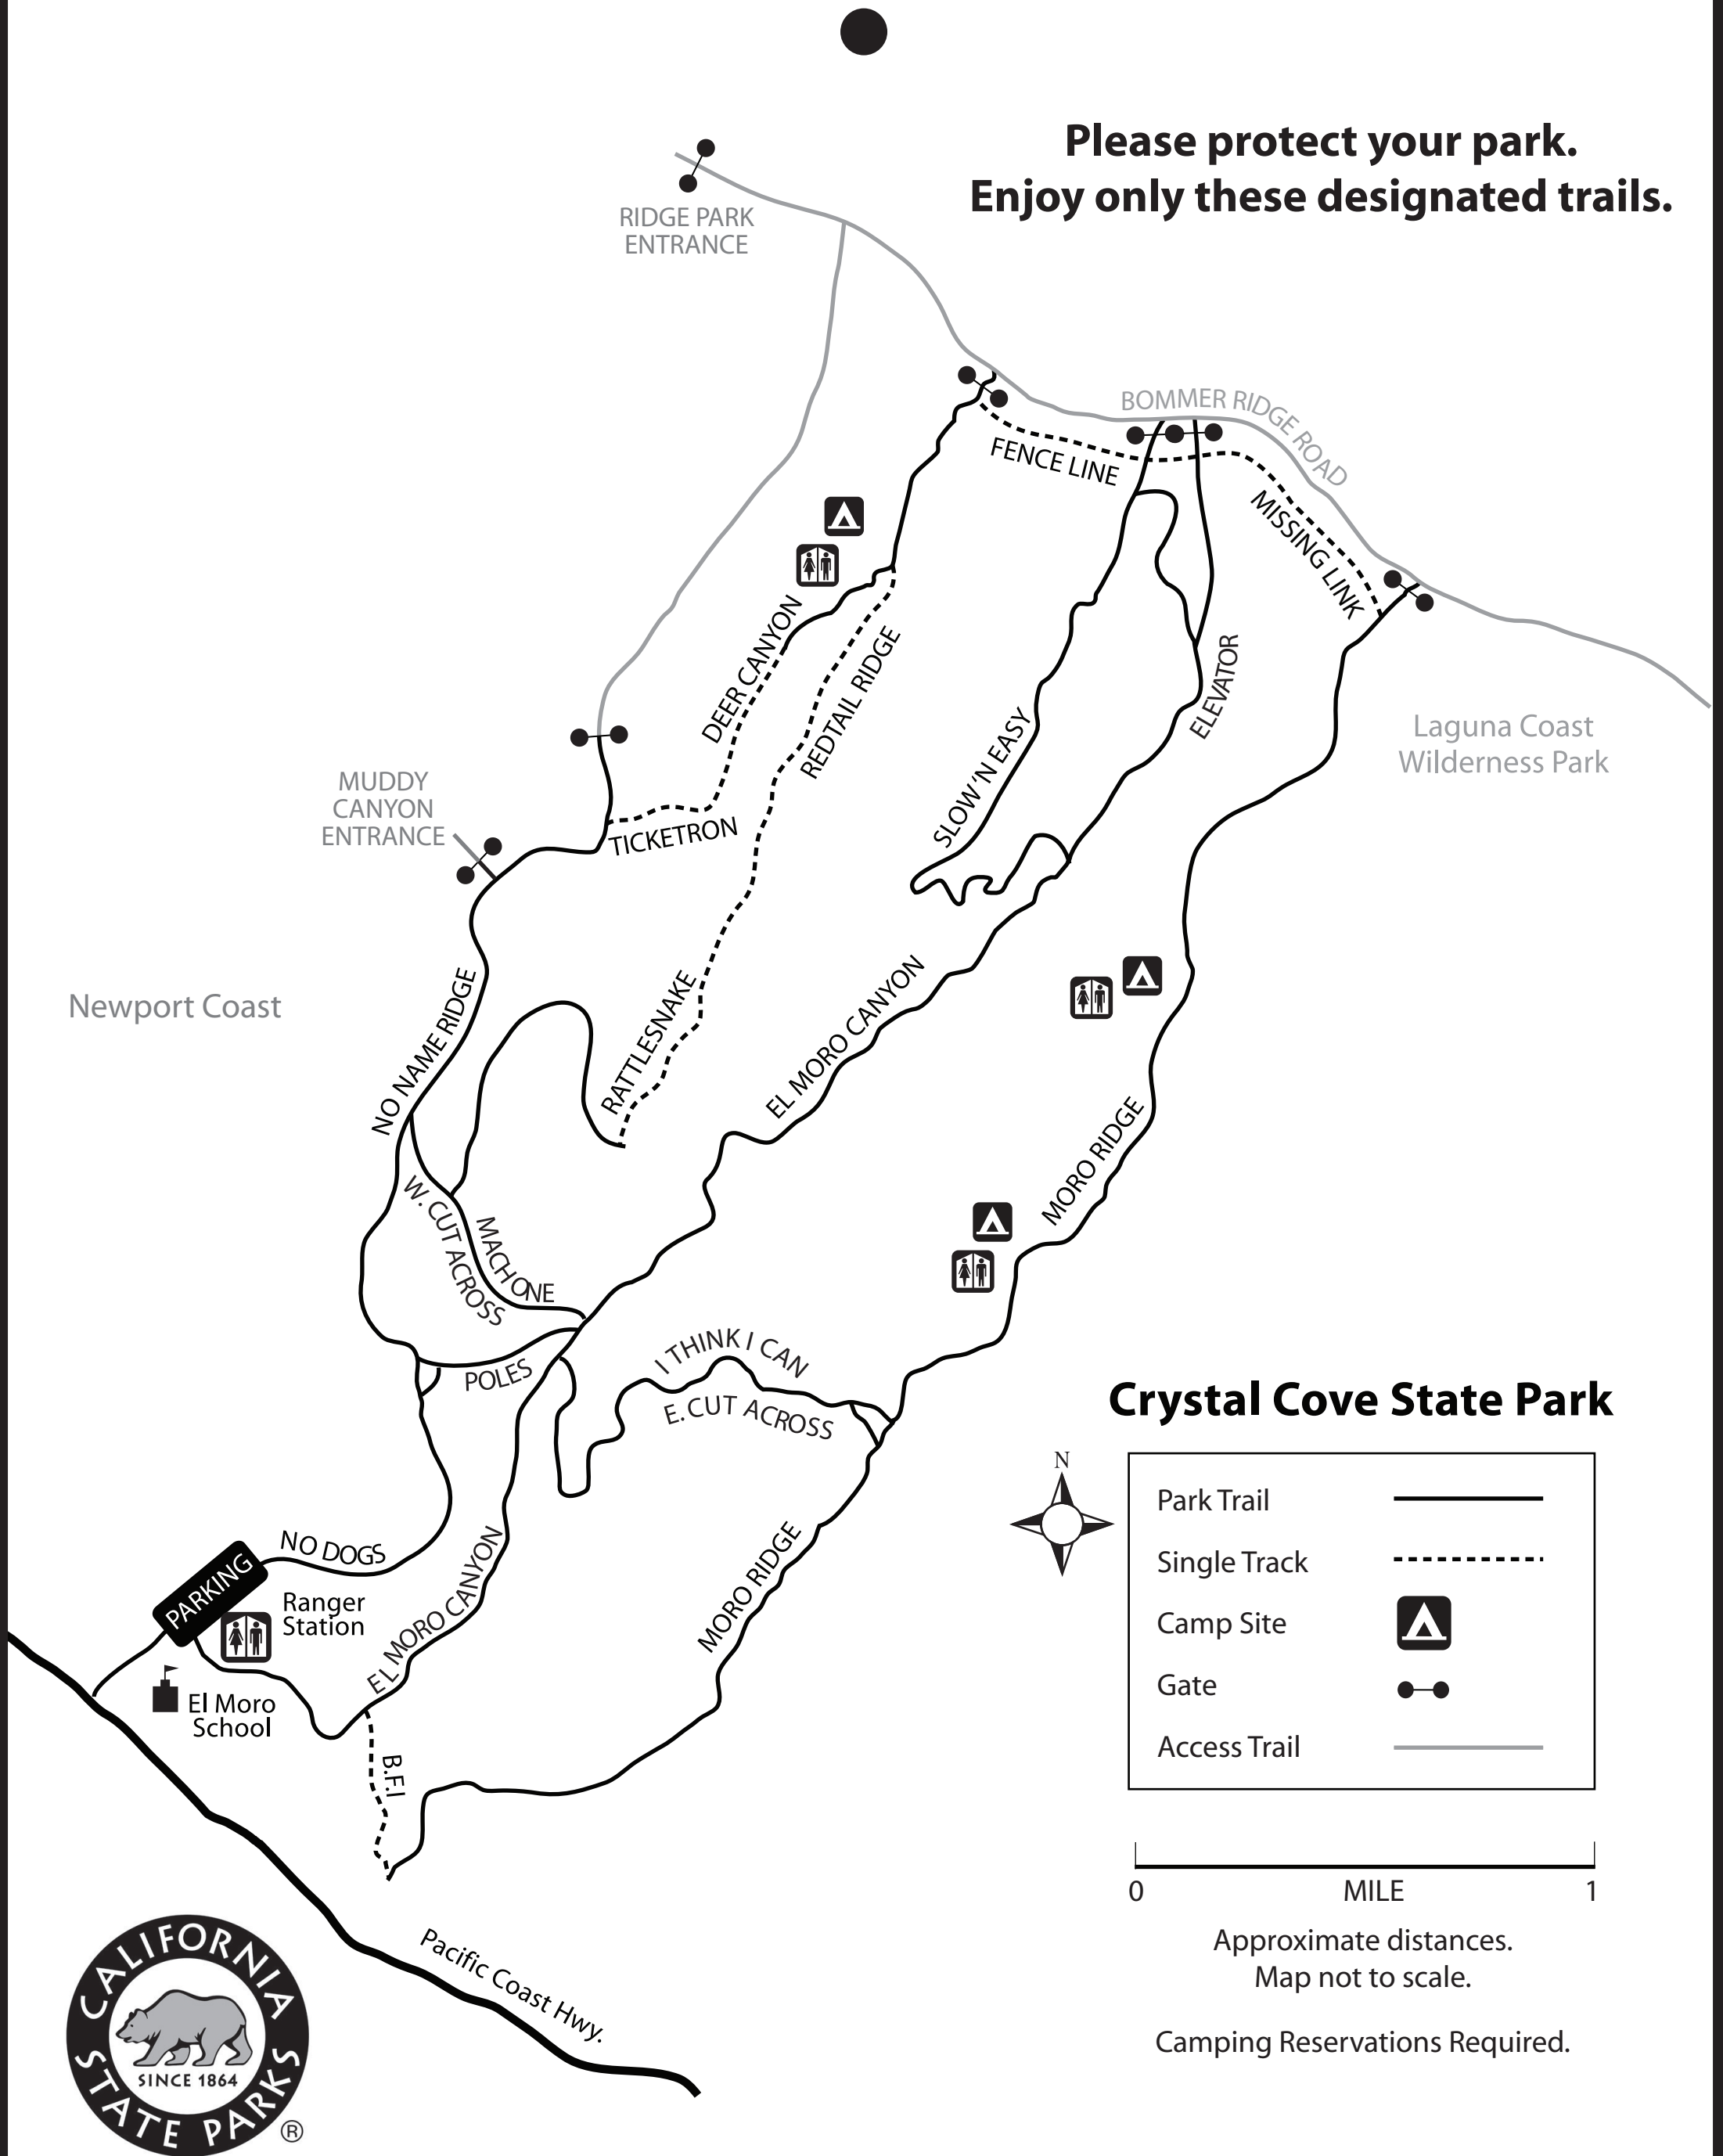 Please protect your park.
Enjoy only these designated trails.
RIDGE PARK
ENTRANCE
BOMMER RIDGE ROAD
FENCE LINE
MISSING LINK
DEER CANYON
REDTAIL RIDGE
ELEVATOR
SLOW 'N EASY
Laguna Coast
Wilderness Park
MUDDY
CANYON
ENTRANCE
TICKETRON
Newport Coast
NO NAME RIDGE
RATTLESNAKE
EL MORO CANYON
MORO RIDGE
W. CUT ACROSS
MACH ONE
POLES
I THINK I CAN
E. CUT ACROSS
NO DOGS
PARKING
Ranger
Station
EL MORO CANYON
MORO RIDGE
El Moro
School
B.F.I
Pacific Coast Hwy.
Crystal Cove State Park
N
Park Trail
Single Track
Camp Site
Gate
Access Trail
0 MILE 1
Approximate distances.
Map not to scale.
Camping Reservations Required.
CALIFORNIA
SINCE 1864
STATE PARKS
®